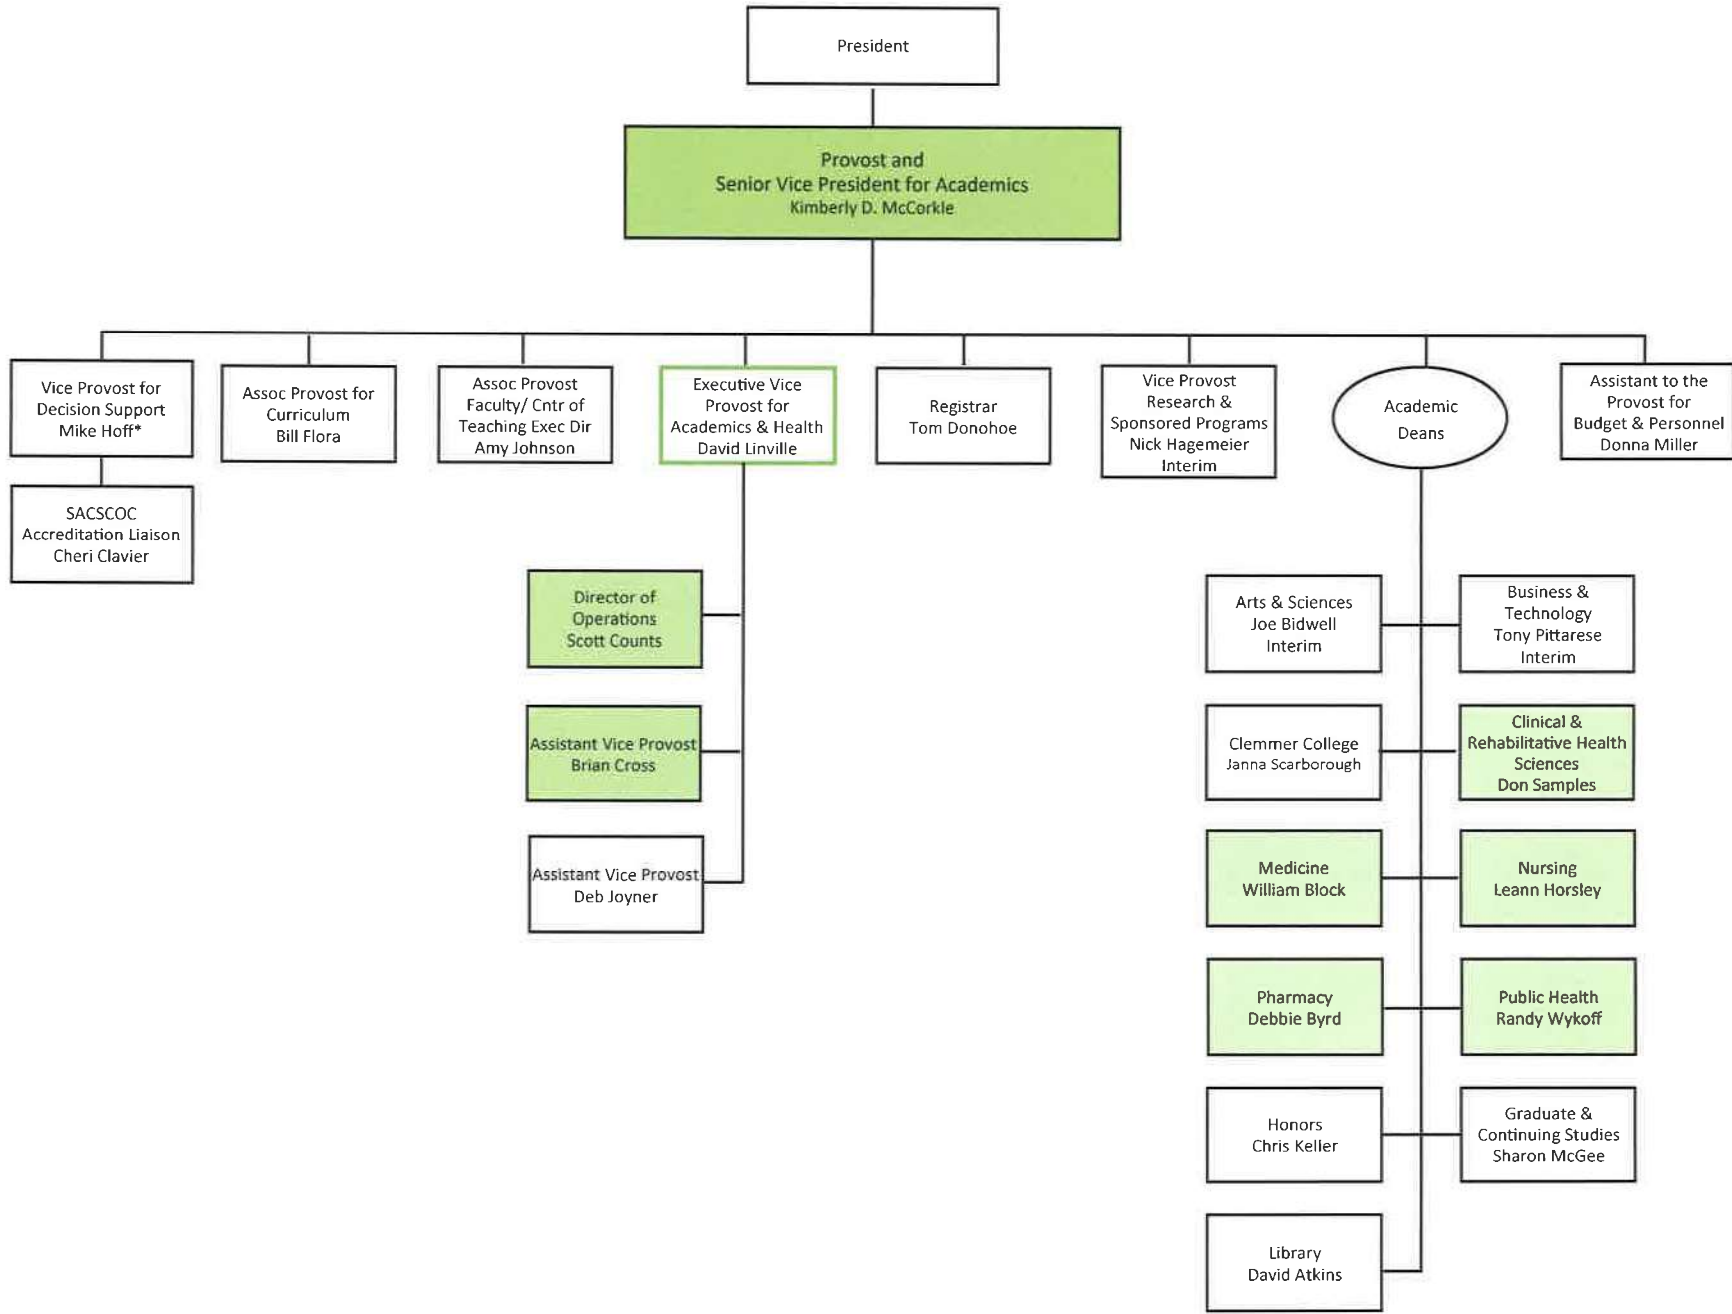 President
Provost and
Senior Vice President for Academics
Kimberly D. McCorkle
Vice Provost for
Decision Support
Mike Hoff*
Assoc Provost for
Curriculum
Bill Flora
Assoc Provost
Faculty/ Cntr of
Teaching Exec Dir
Amy Johnson
Executive Vice
Provost for
Academics & Health
David Linville
Registrar
Tom Donohoe
Vice Provost
Research &
Sponsored Programs
Nick Hagemeier
Interim
Academic
Deans
Assistant to the
Provost for
Budget & Personnel
Donna Miller
SACSCOC
Accreditation Liaison
Cheri Clavier
Director of
Operations
Scott Counts
Assistant Vice Provost
Brian Cross
Assistant Vice Provost
Deb Joyner
Arts & Sciences
Joe Bidwell
Interim
Business &
Technology
Tony Pittarese
Interim
Clemmer College
Janna Scarborough
Clinical &
Rehabilitative Health
Sciences
Don Samples
Medicine
William Block
Nursing
Leann Horsley
Pharmacy
Debbie Byrd
Public Health
Randy Wykoff
Honors
Chris Keller
Graduate &
Continuing Studies
Sharon McGee
Library
David Atkins